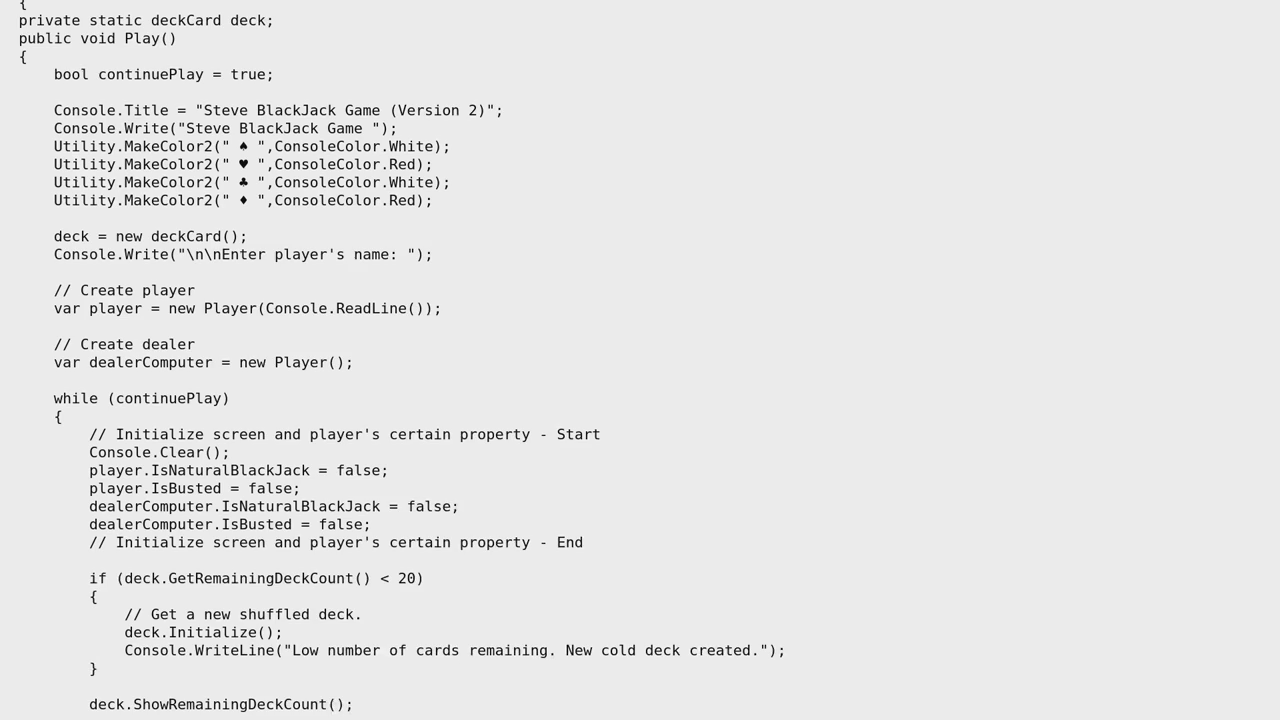 {
private static deckCard deck;
public void Play()
{
    bool continuePlay = true;

    Console.Title = "Steve BlackJack Game (Version 2)";
    Console.Write("Steve BlackJack Game ");
    Utility.MakeColor2(" ♠ ",ConsoleColor.White);
    Utility.MakeColor2(" ♥ ",ConsoleColor.Red);
    Utility.MakeColor2(" ♣ ",ConsoleColor.White);
    Utility.MakeColor2(" ♦ ",ConsoleColor.Red);

    deck = new deckCard();
    Console.Write("\n\nEnter player's name: ");

    // Create player
    var player = new Player(Console.ReadLine());

    // Create dealer
    var dealerComputer = new Player();

    while (continuePlay)
    {
        // Initialize screen and player's certain property - Start
        Console.Clear();
        player.IsNaturalBlackJack = false;
        player.IsBusted = false;
        dealerComputer.IsNaturalBlackJack = false;
        dealerComputer.IsBusted = false;
        // Initialize screen and player's certain property - End

        if (deck.GetRemainingDeckCount() < 20)
        {
            // Get a new shuffled deck.
            deck.Initialize();
            Console.WriteLine("Low number of cards remaining. New cold deck created.");
        }

        deck.ShowRemainingDeckCount();